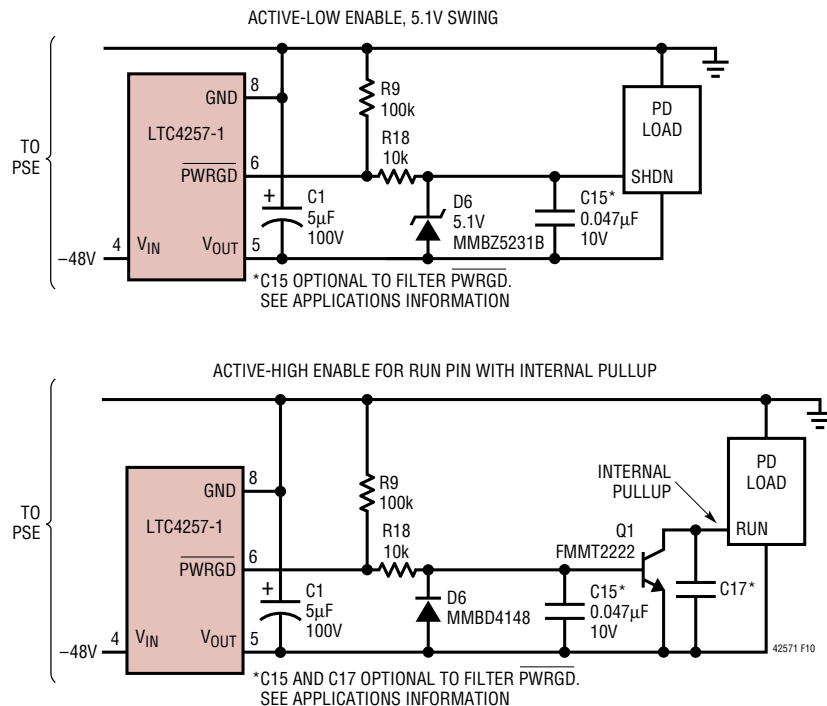 ACTIVE-LOW ENABLE, 5.1V SWING
TO
PSE
GND
8
LTC4257-1
PWRGD
6
–48V
4
VIN
VOUT
5
+
C1
5µF
100V
R9
100k
R18
10k
D6
5.1V
MMBZ5231B
C15*
0.047µF
10V
PD
LOAD
SHDN
*C15 OPTIONAL TO FILTER PWRGD.
SEE APPLICATIONS INFORMATION
ACTIVE-HIGH ENABLE FOR RUN PIN WITH INTERNAL PULLUP
TO
PSE
GND
8
LTC4257-1
PWRGD
6
–48V
4
VIN
VOUT
5
+
C1
5µF
100V
R9
100k
R18
10k
D6
MMBD4148
C15*
0.047µF
10V
Q1
FMMT2222
INTERNAL
PULLUP
C17*
PD
LOAD
RUN
42571 F10
*C15 AND C17 OPTIONAL TO FILTER PWRGD.
SEE APPLICATIONS INFORMATION